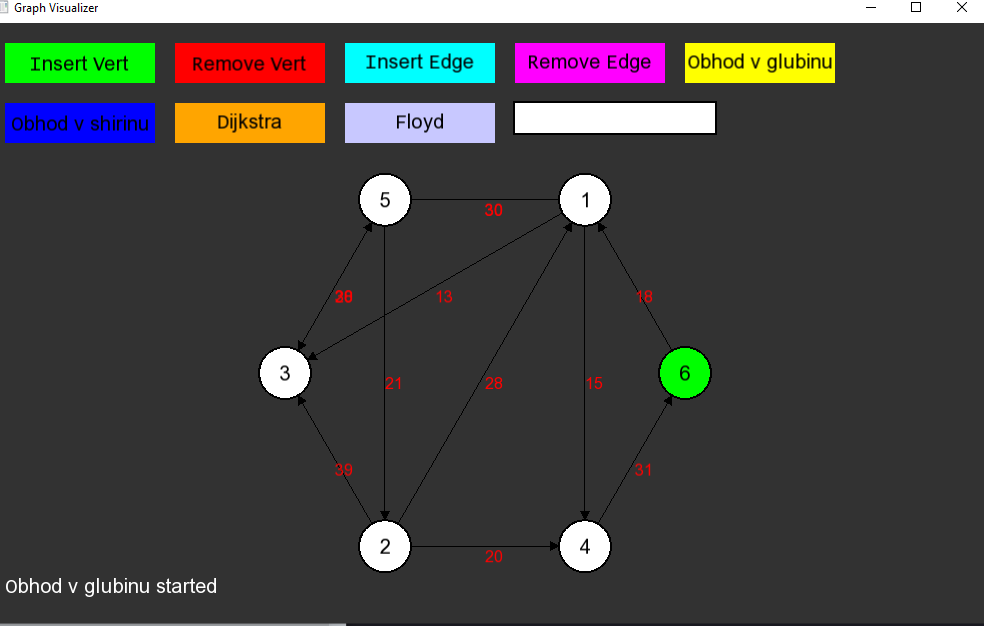 Graph Visualizer
Insert Vert Remove Vert Insert Edge Remove Edge Obhod v glubinu
Obhod v shirinu Dijkstra Floyd
5 1
30
13 18
3 6
21 28 15
39 31
2 4
20
Obhod v glubinu started